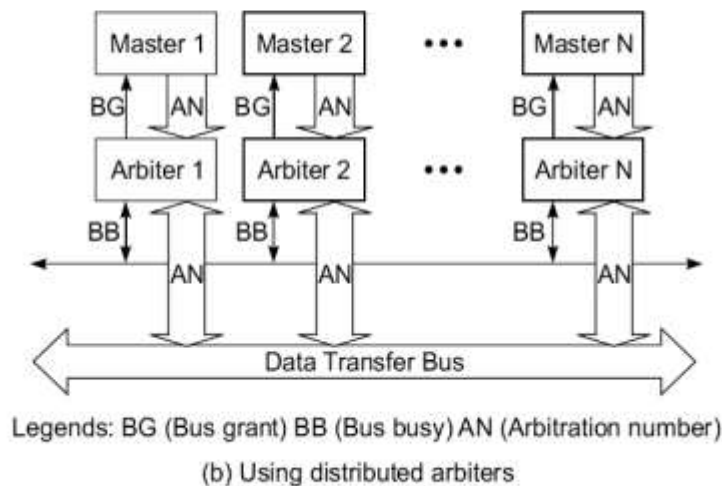 Master 1 Master 2 ••• Master N
BG AN BG AN BG AN
Arbiter 1 Arbiter 2 ••• Arbiter N
BB BB BB
AN AN AN
Data Transfer Bus
Legends: BG (Bus grant) BB (Bus busy) AN (Arbitration number)
(b) Using distributed arbiters